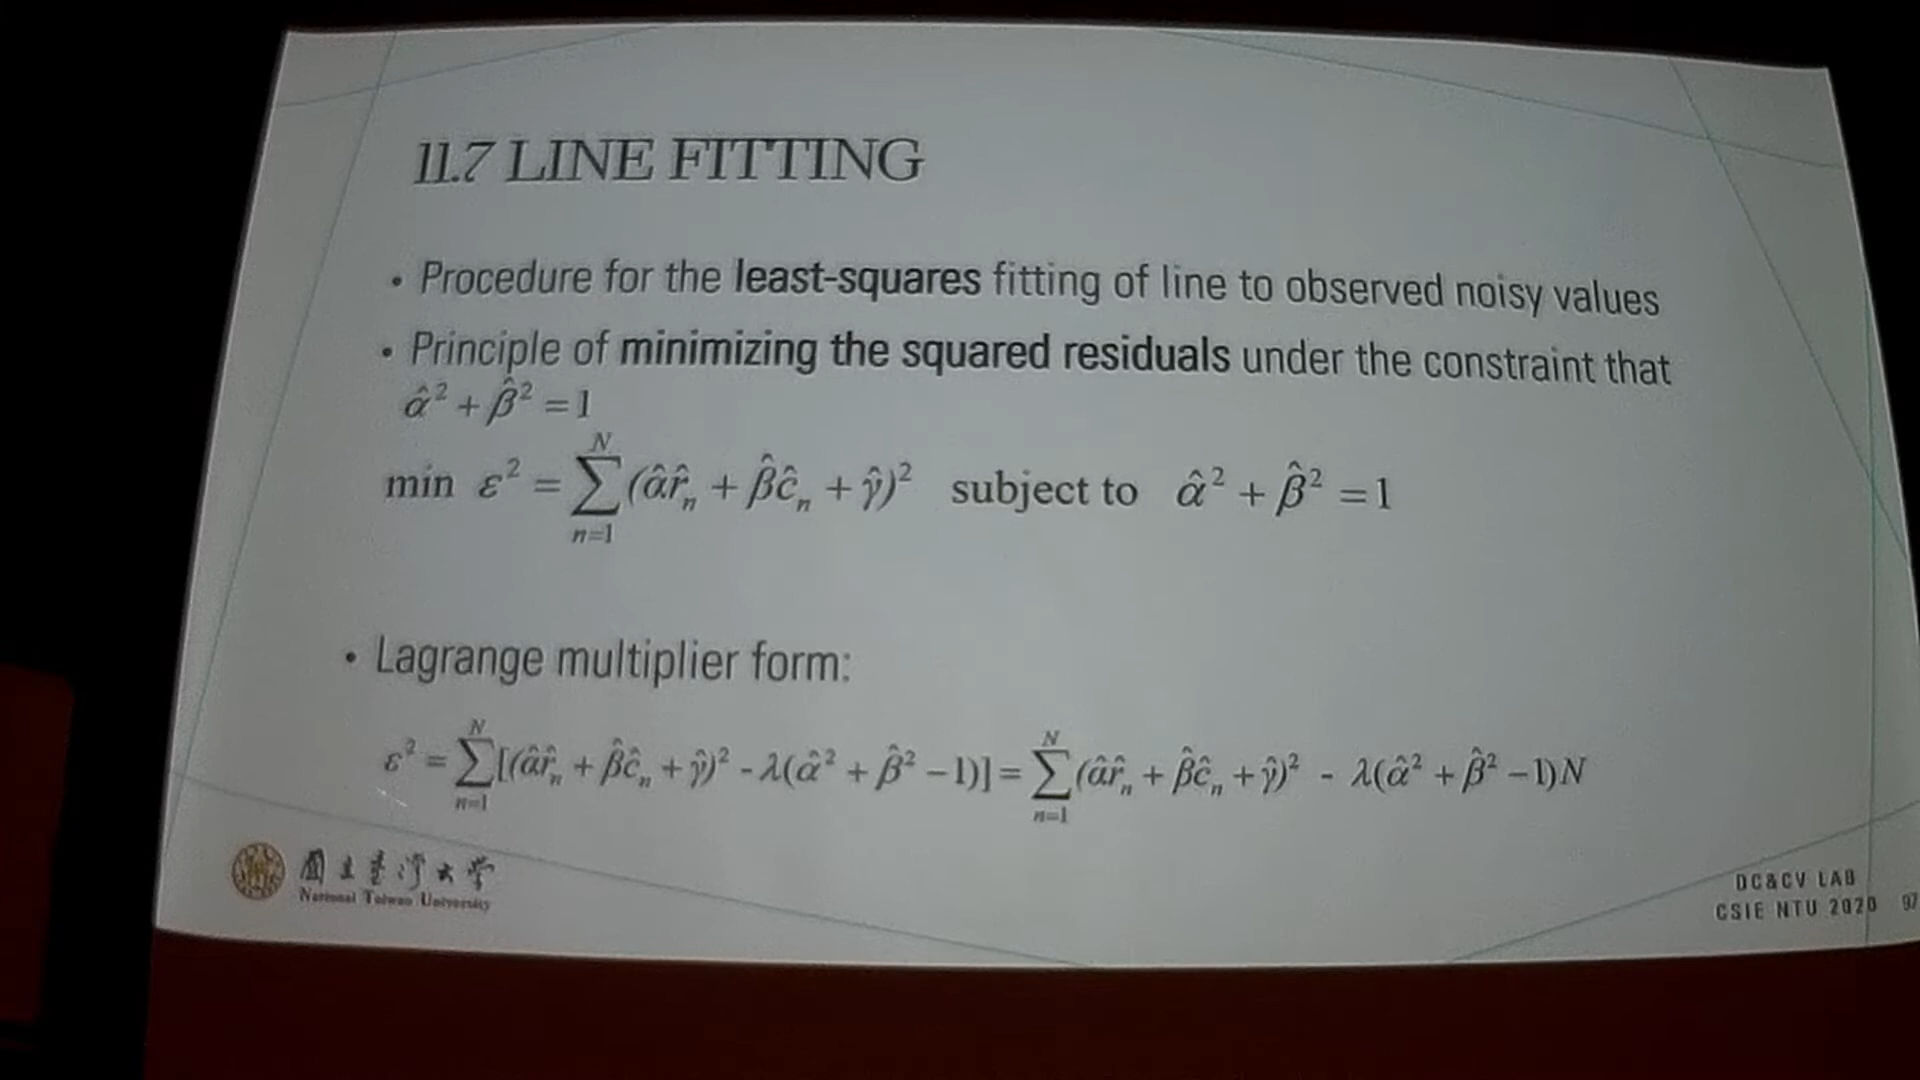 11.7 LINE FITTING
• Procedure for the least-squares fitting of line to observed noisy values
• Principle of minimizing the squared residuals under the constraint that
α̂² + β̂² = 1
min ε² = ∑_{n=1}^{N} (α̂r̂ₙ + β̂ĉₙ + γ̂)² subject to α̂² + β̂² = 1
• Lagrange multiplier form:
ε² = ∑_{n=1}^{N} [(α̂r̂ₙ + β̂ĉₙ + γ̂)² - λ(α̂² + β̂² − 1)] = ∑_{n=1}^{N} (α̂r̂ₙ + β̂ĉₙ + γ̂)² - λ(α̂² + β̂² − 1)N
國立臺灣大學
National Taiwan University
DC&CV LAB
CSIE NTU 2020 97